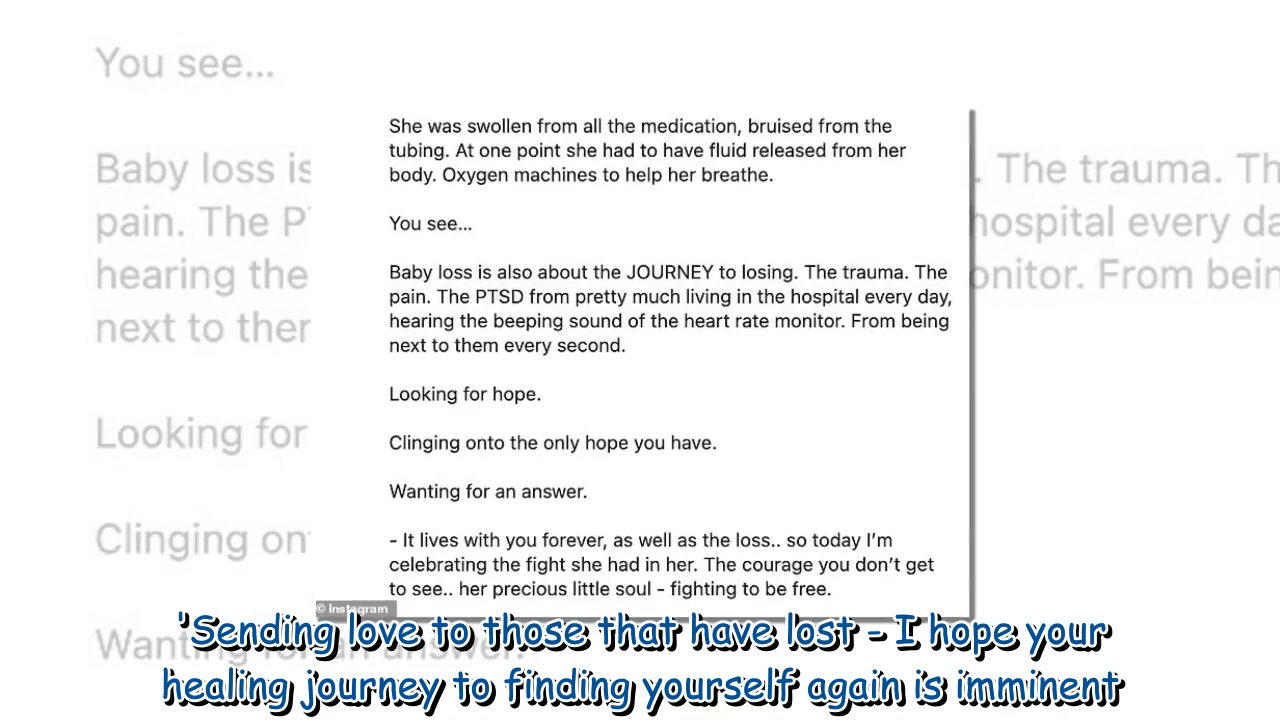 You see...
Baby loss is
pain. The P
hearing the
next to ther
Looking for
Clinging on
Want
. The trauma. Th
hospital every da
onitor. From bein
She was swollen from all the medication, bruised from the
tubing. At one point she had to have fluid released from her
body. Oxygen machines to help her breathe.
You see...
Baby loss is also about the JOURNEY to losing. The trauma. The
pain. The PTSD from pretty much living in the hospital every day,
hearing the beeping sound of the heart rate monitor. From being
next to them every second.
Looking for hope.
Clinging onto the only hope you have.
Wanting for an answer.
- It lives with you forever, as well as the loss.. so today I'm
celebrating the fight she had in her. The courage you don't get
to see.. her precious little soul - fighting to be free.
© Instagram
'Sending love to those that have lost - I hope your
healing journey to finding yourself again is imminent